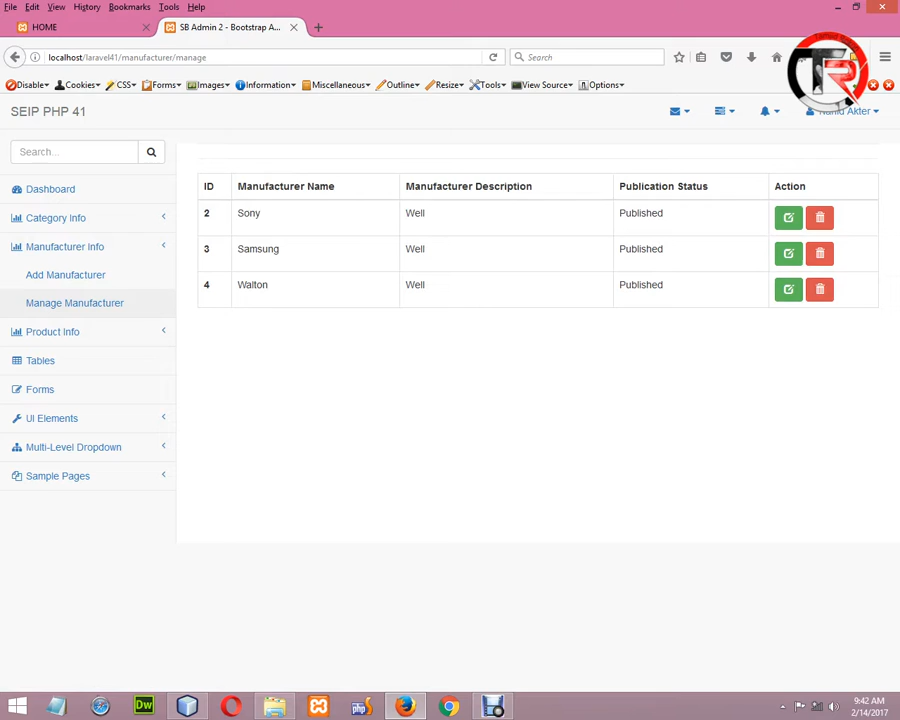 File Edit View History Bookmarks Tools Help
HOME
SB Admin 2 - Bootstrap A...
localhost/laravel41/manufacturer/manage
Search
Disable Cookies CSS Forms Images Information Miscellaneous Outline Resize Tools View Source Options
SEIP PHP 41
Akter
Search...
Dashboard
Category Info
Manufacturer Info
Add Manufacturer
Manage Manufacturer
Product Info
Tables
Forms
UI Elements
Multi-Level Dropdown
Sample Pages
ID Manufacturer Name Manufacturer Description Publication Status Action
2 Sony Well Published
3 Samsung Well Published
4 Walton Well Published
Dw
php
9:42 AM
2/14/2017